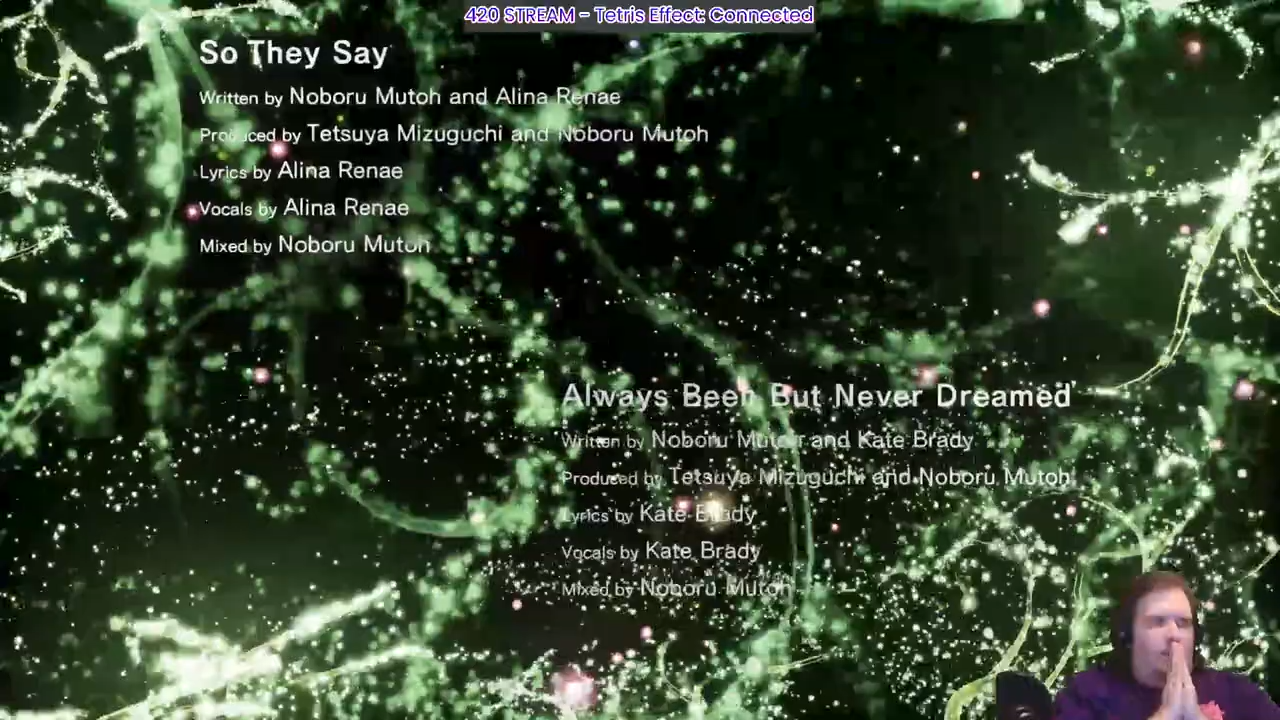 420 STREAM - Tetris Effect: Connected
So They Say
Written by Noboru Mutoh and Alina Renae
Produced by Tetsuya Mizuguchi and Noboru Mutoh
Lyrics by Alina Renae
Vocals by Alina Renae
Mixed by Noboru Mutoh
Always Been But Never Dreamed
Written by Noboru Mutoh and Kate Brady
Produced by Tetsuya Mizuguchi and Noboru Mutoh
Lyrics by Kate Brady
Vocals by Kate Brady
Mixed by Noboru Mutoh